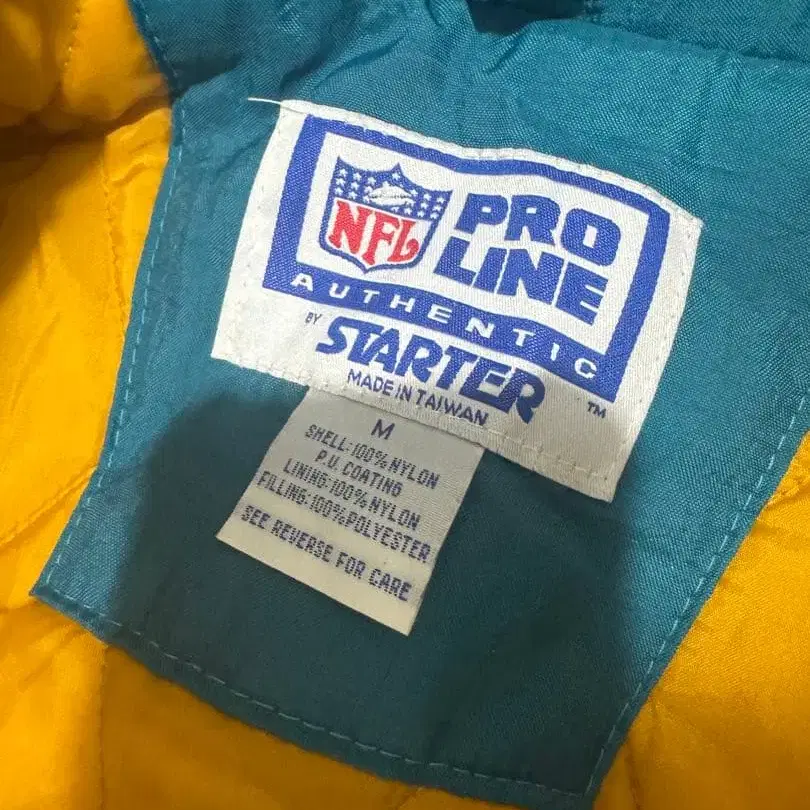 NFL
PRO
LINE
AUTHENTIC
BY STARTER
MADE IN TAIWAN
TM
M
SHELL:100%NYLON
P.U. COATING
LINING:100%NYLON
FILLING:100%POLYESTER
SEE REVERSE FOR CARE